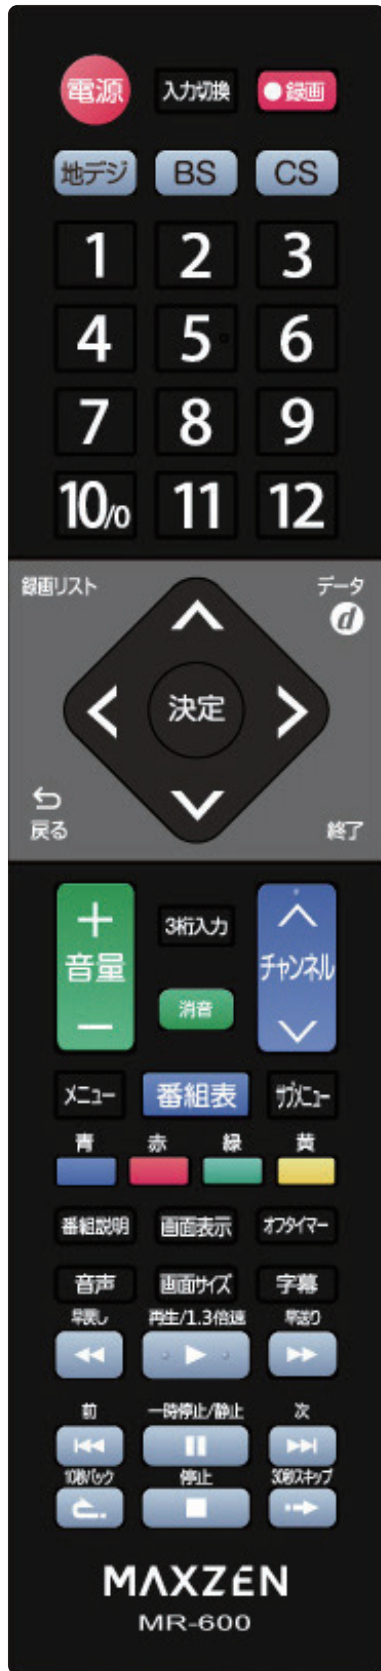 電源 入力切換 録画
地デジ BS CS
1 2 3
4 5 6
7 8 9
10/0 11 12
録画リスト データ
d
決定
戻る 終了
+ 3桁入力
音量 チャンネル
消音
−
メニュー 番組表 サブメニュー
青 赤 緑 黄
番組説明 画面表示 オフタイマー
音声 画面サイズ 字幕
早戻し 再生/1.3倍速 早送り
前 一時停止/静止 次
10秒バック 停止 30秒スキップ
MAXZEN
MR-600